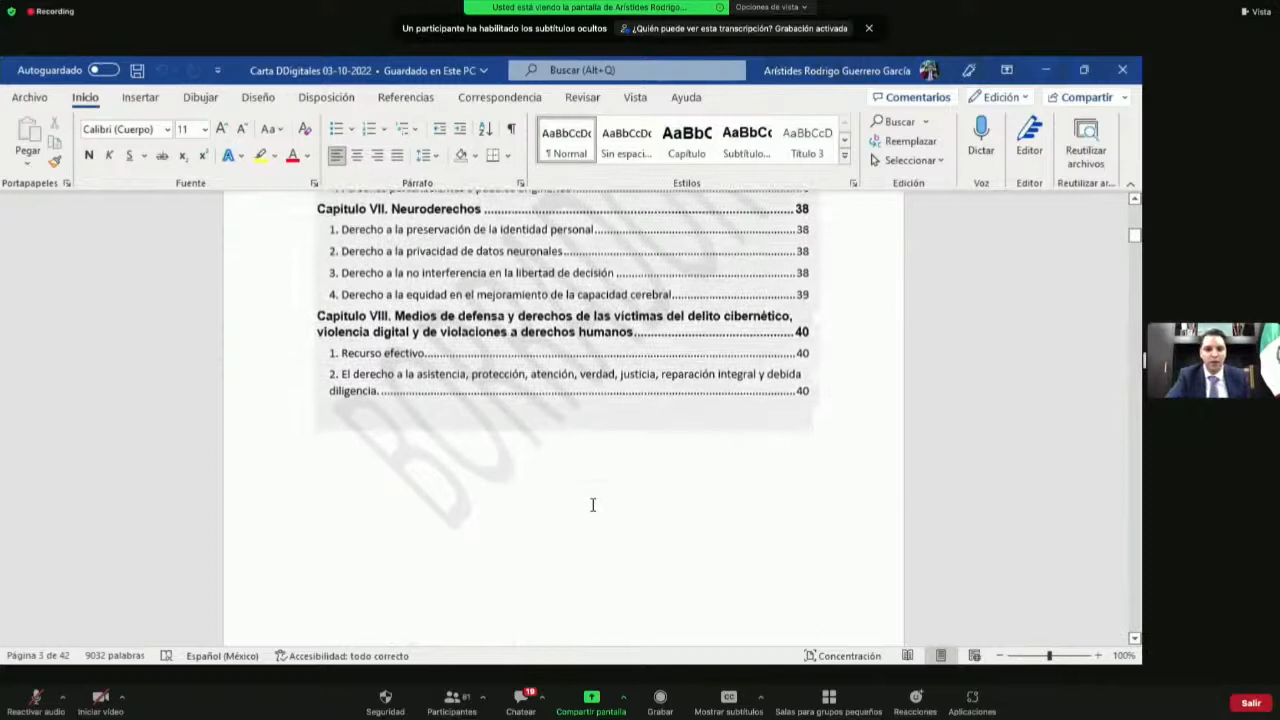 Recording
Usted está viendo la pantalla de Arístides Rodrigo...
Opciones de vista
Vista
Un participante ha habilitado los subtítulos ocultos
¿Quién puede ver esta transcripción? Grabación activada
Autoguardado
Carta DDigitales 03-10-2022 • Guardado en Este PC
Buscar (Alt+Q)
Arístides Rodrigo Guerrero García
Archivo Inicio Insertar Dibujar Diseño Disposición Referencias Correspondencia Revisar Vista Ayuda
Comentarios Edición Compartir
Pegar
Calibri (Cuerpo) 11
AaBbCcDc AaBbCcDc AaBbC AaBbCc AaBbCcD
¶ Normal Sin espaci... Capítulo Subtítulo... Título 3
Buscar
Reemplazar
Seleccionar
Dictar
Editor
Reutilizar archivos
Portapapeles Fuente Párrafo Estilos Edición Voz Editor Reutilizar ar...
Capítulo VII. Neuroderechos ........ 38
1. Derecho a la preservación de la identidad personal ........ 38
2. Derecho a la privacidad de datos neuronales ........ 38
3. Derecho a la no interferencia en la libertad de decisión ........ 38
4. Derecho a la equidad en el mejoramiento de la capacidad cerebral ........ 39
Capítulo VIII. Medios de defensa y derechos de las víctimas del delito cibernético,
violencia digital y de violaciones a derechos humanos ........ 40
1. Recurso efectivo ........ 40
2. El derecho a la asistencia, protección, atención, verdad, justicia, reparación integral y debida
diligencia. ........ 40
BORRADOR
Página 3 de 42 9032 palabras Español (México) Accesibilidad: todo correcto Concentración 100%
Reactivar audio
Iniciar video
Seguridad
Participantes 81
Chatear 19
Compartir pantalla
Grabar
Mostrar subtítulos
Salas para grupos pequeños
Reacciones
Aplicaciones
Salir